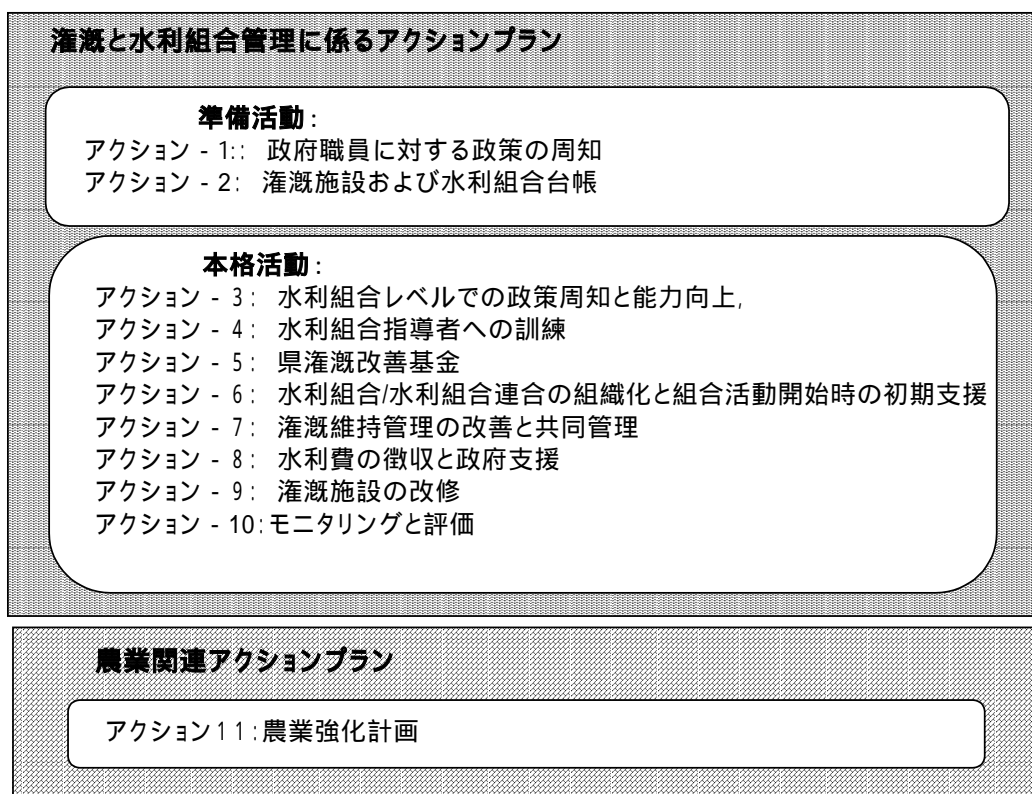 灌漑と水利組合管理に係るアクションプラン
準備活動:
アクション - 1:: 政府職員に対する政策の周知
アクション - 2: 灌漑施設および水利組合台帳
本格活動:
アクション - 3: 水利組合レベルでの政策周知と能力向上,
アクション - 4: 水利組合指導者への訓練
アクション - 5: 県灌漑改善基金
アクション - 6: 水利組合/水利組合連合の組織化と組合活動開始時の初期支援
アクション - 7: 灌漑維持管理の改善と共同管理
アクション - 8: 水利費の徴収と政府支援
アクション - 9: 灌漑施設の改修
アクション - 10:モニタリングと評価
農業関連アクションプラン
アクション11:農業強化計画